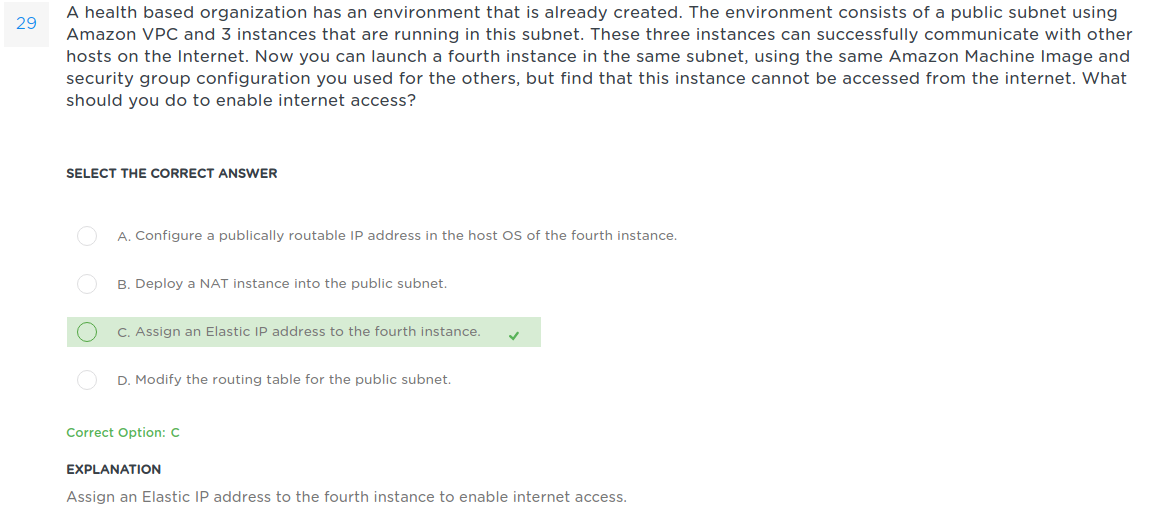 29
A health based organization has an environment that is already created. The environment consists of a public subnet using
Amazon VPC and 3 instances that are running in this subnet. These three instances can successfully communicate with other
hosts on the Internet. Now you can launch a fourth instance in the same subnet, using the same Amazon Machine Image and
security group configuration you used for the others, but find that this instance cannot be accessed from the internet. What
should you do to enable internet access?
SELECT THE CORRECT ANSWER
A. Configure a publically routable IP address in the host OS of the fourth instance.
B. Deploy a NAT instance into the public subnet.
C. Assign an Elastic IP address to the fourth instance.
D. Modify the routing table for the public subnet.
Correct Option: C
EXPLANATION
Assign an Elastic IP address to the fourth instance to enable internet access.